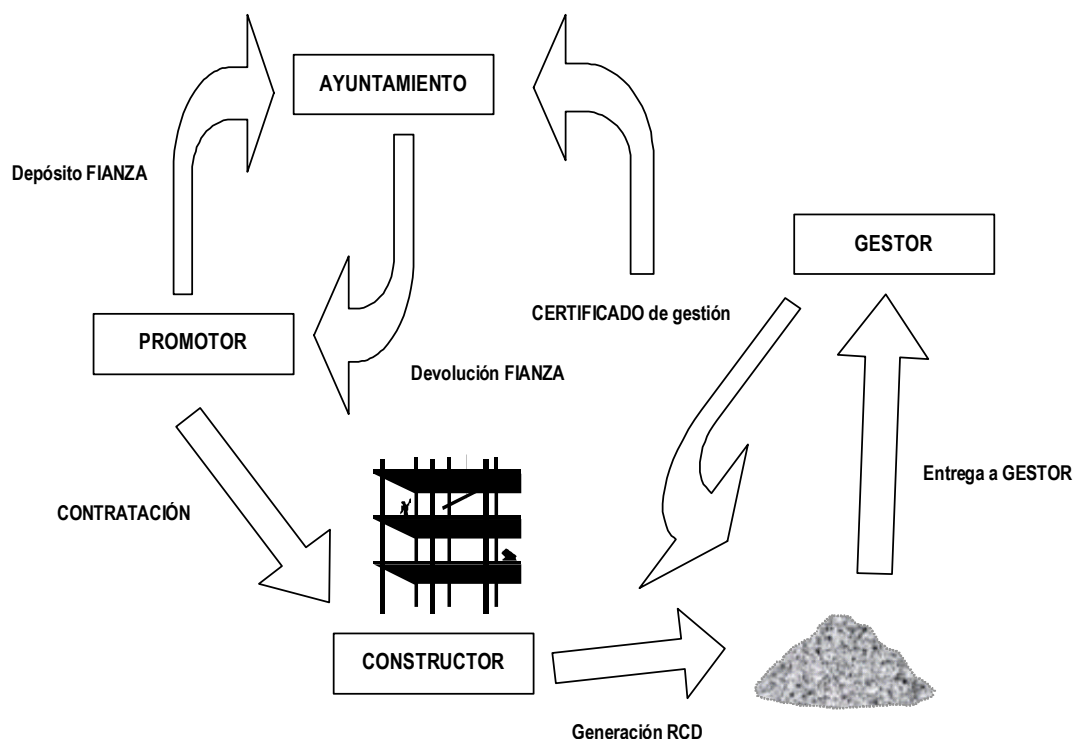 AYUNTAMIENTO
Depósito FIANZA
GESTOR
CERTIFICADO de gestión
PROMOTOR
Devolución FIANZA
Entrega a GESTOR
CONTRATACIÓN
CONSTRUCTOR
Generación RCD